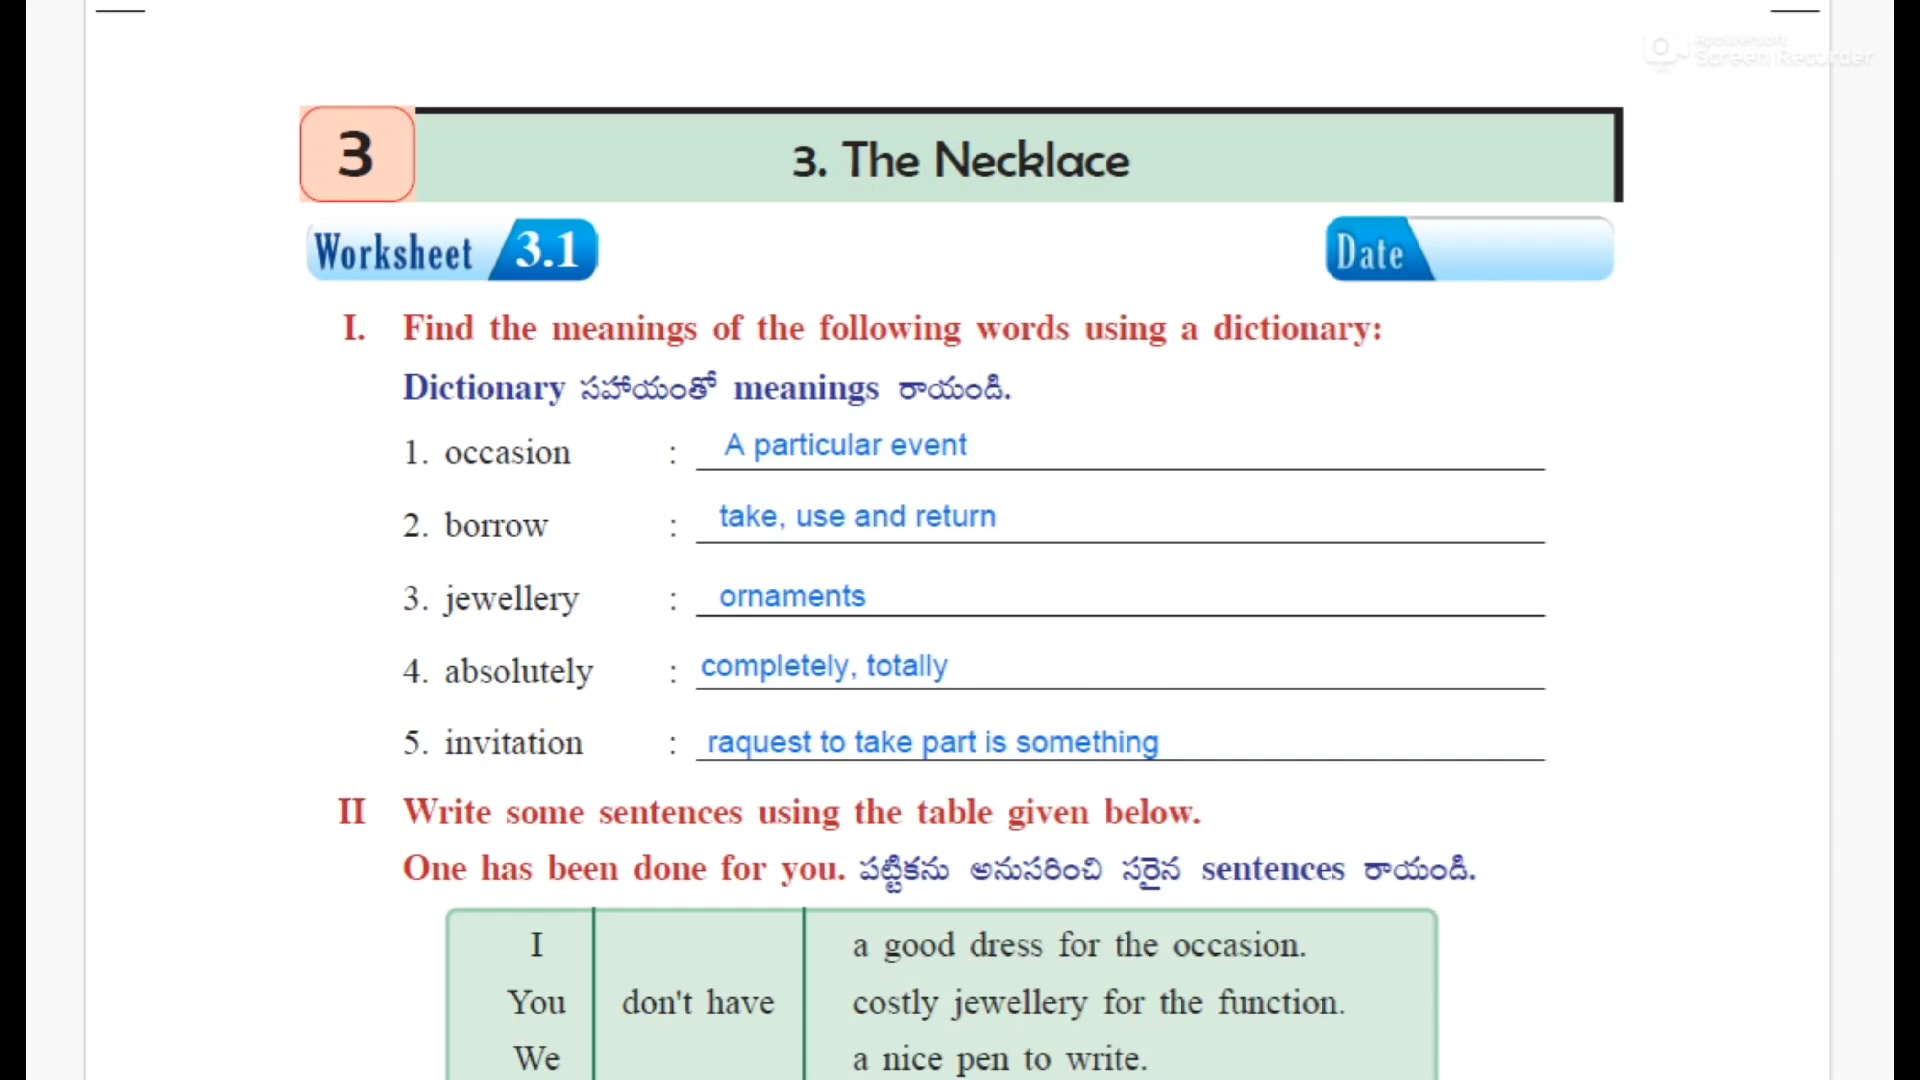 Apowersoft
Screen Recorder
3
3. The Necklace
Worksheet 3.1
Date
I. Find the meanings of the following words using a dictionary:
Dictionary సహాయంతో meanings రాయండి.
1. occasion : A particular event
2. borrow : take, use and return
3. jewellery : ornaments
4. absolutely : completely, totally
5. invitation : raquest to take part is something
II Write some sentences using the table given below.
One has been done for you. పట్టికను అనుసరించి సరైన sentences రాయండి.
I a good dress for the occasion.
You don't have costly jewellery for the function.
We a nice pen to write.